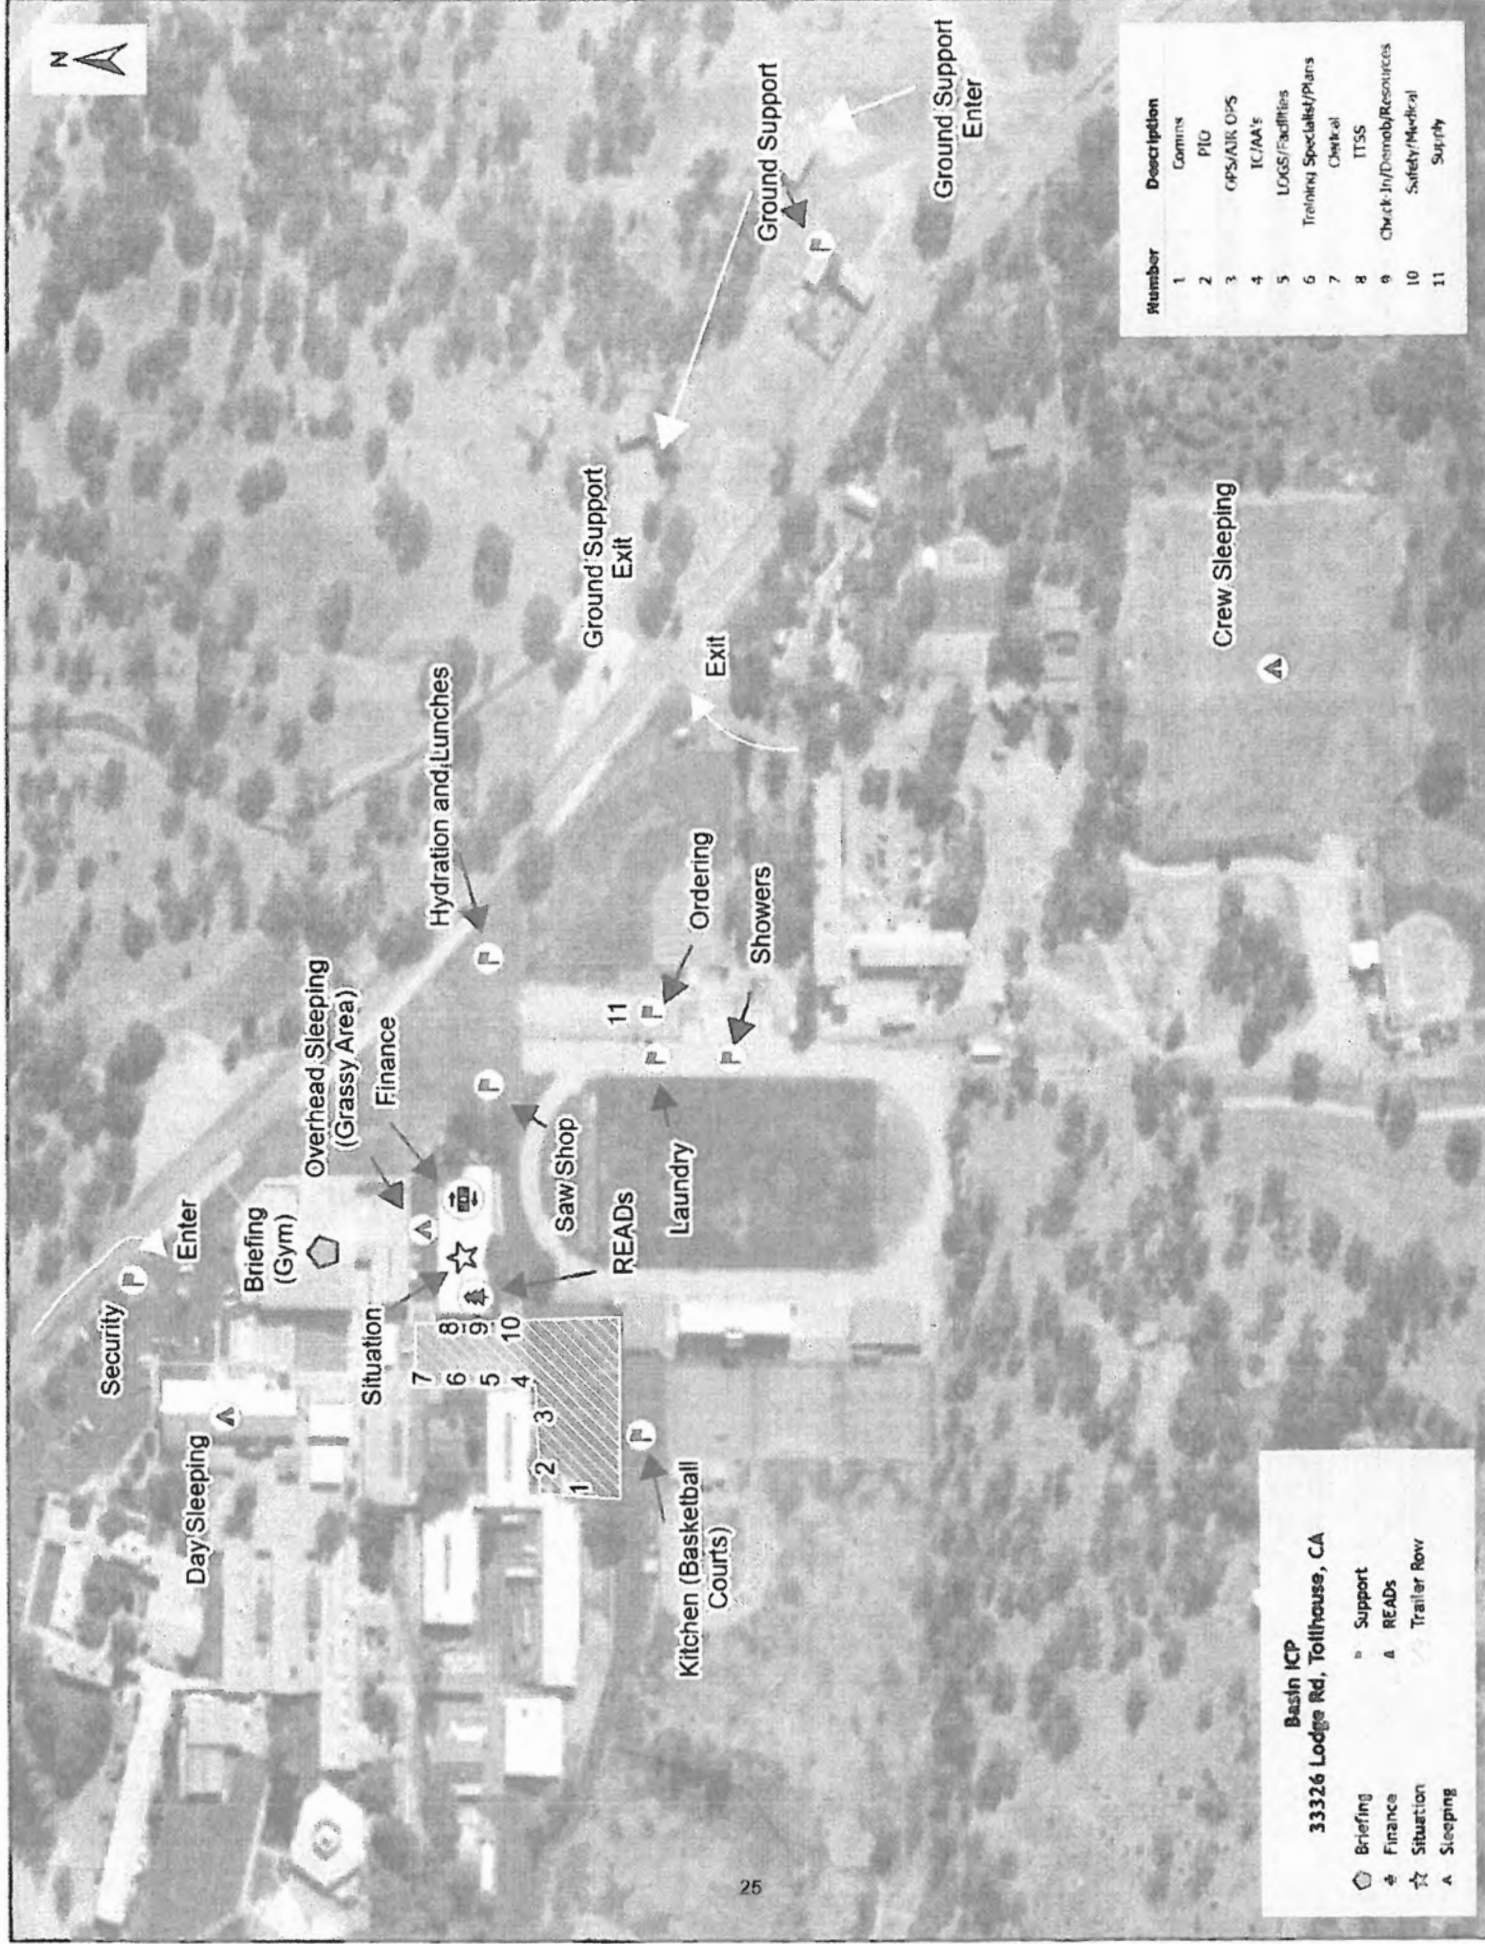 N
Security
Enter
Day Sleeping
Briefing
(Gym)
Overhead Sleeping
(Grassy Area)
Finance
Hydration and Lunches
Situation
7
8
6
9
5
10
4
3
2
1
READs
Saw Shop
Laundry
11
Ordering
Showers
Kitchen (Basketball
Courts)
Ground Support
Exit
Exit
Ground Support
Ground Support
Enter
Crew Sleeping
Basin ICP
33326 Lodge Rd, Tollhouse, CA
Briefing
Support
Finance
READs
Situation
Trailer Row
Sleeping
Number Description
1 Comms
2 PIO
3 OPS/AIR OPS
4 IC/AA's
5 LOGS/Facilities
6 Training Specialist/Plans
7 Clerical
8 ITSS
9 Check-In/Demob/Resources
10 Safety/Medical
11 Supply
25